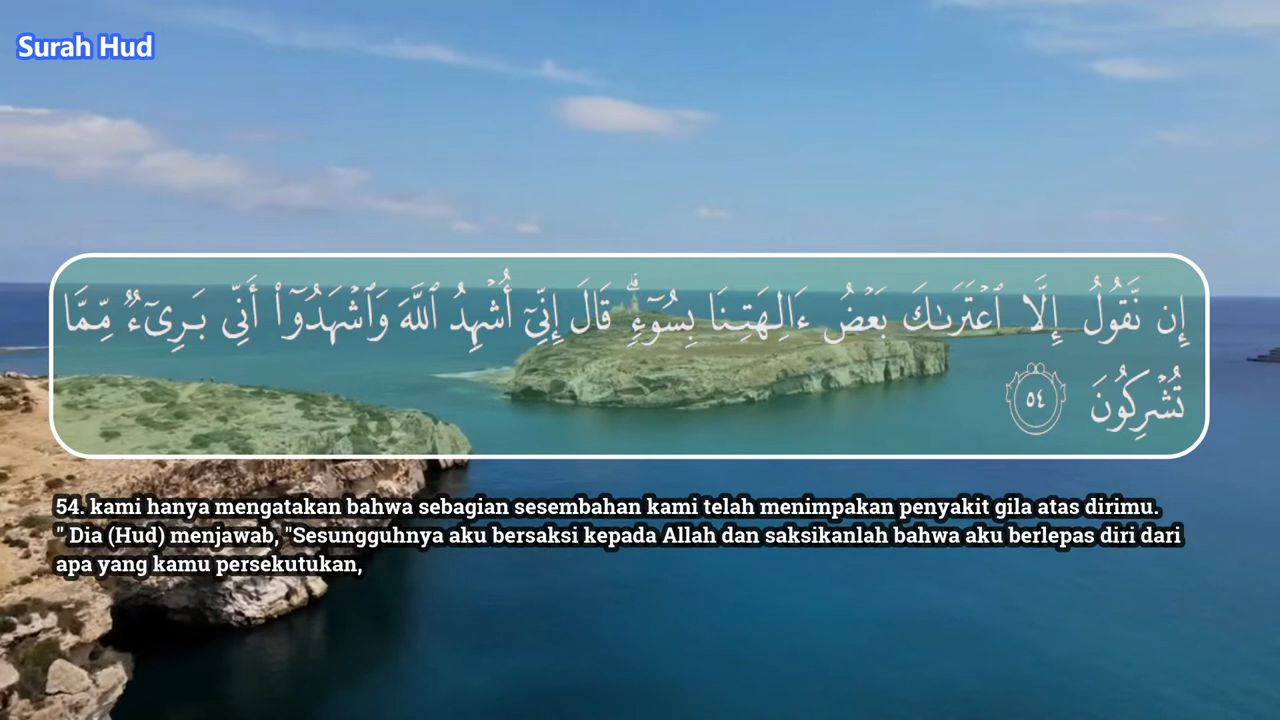 Surah Hud
إِن نَّقُولُ إِلَّا ٱعْتَرَىٰكَ بَعْضُ ءَالِهَتِنَا بِسُوٓءٍۗ قَالَ إِنِّىٓ أُشْهِدُ ٱللَّهَ وَٱشْهَدُوٓا۟ أَنِّى بَرِىٓءٌ مِّمَّا
تُشْرِكُونَ ٥٤
54. kami hanya mengatakan bahwa sebagian sesembahan kami telah menimpakan penyakit gila atas dirimu.
" Dia (Hud) menjawab, "Sesungguhnya aku bersaksi kepada Allah dan saksikanlah bahwa aku berlepas diri dari
apa yang kamu persekutukan,